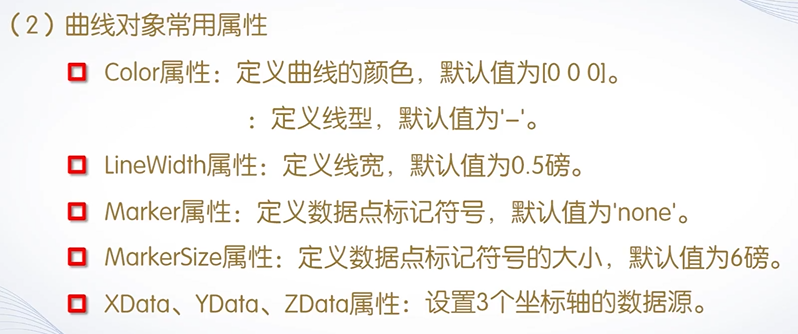 （2）曲线对象常用属性
Color属性：定义曲线的颜色，默认值为[0 0 0]。
：定义线型，默认值为'-'。
LineWidth属性：定义线宽，默认值为0.5磅。
Marker属性：定义数据点标记符号，默认值为'none'。
MarkerSize属性：定义数据点标记符号的大小，默认值为6磅。
XData、YData、ZData属性：设置3个坐标轴的数据源。